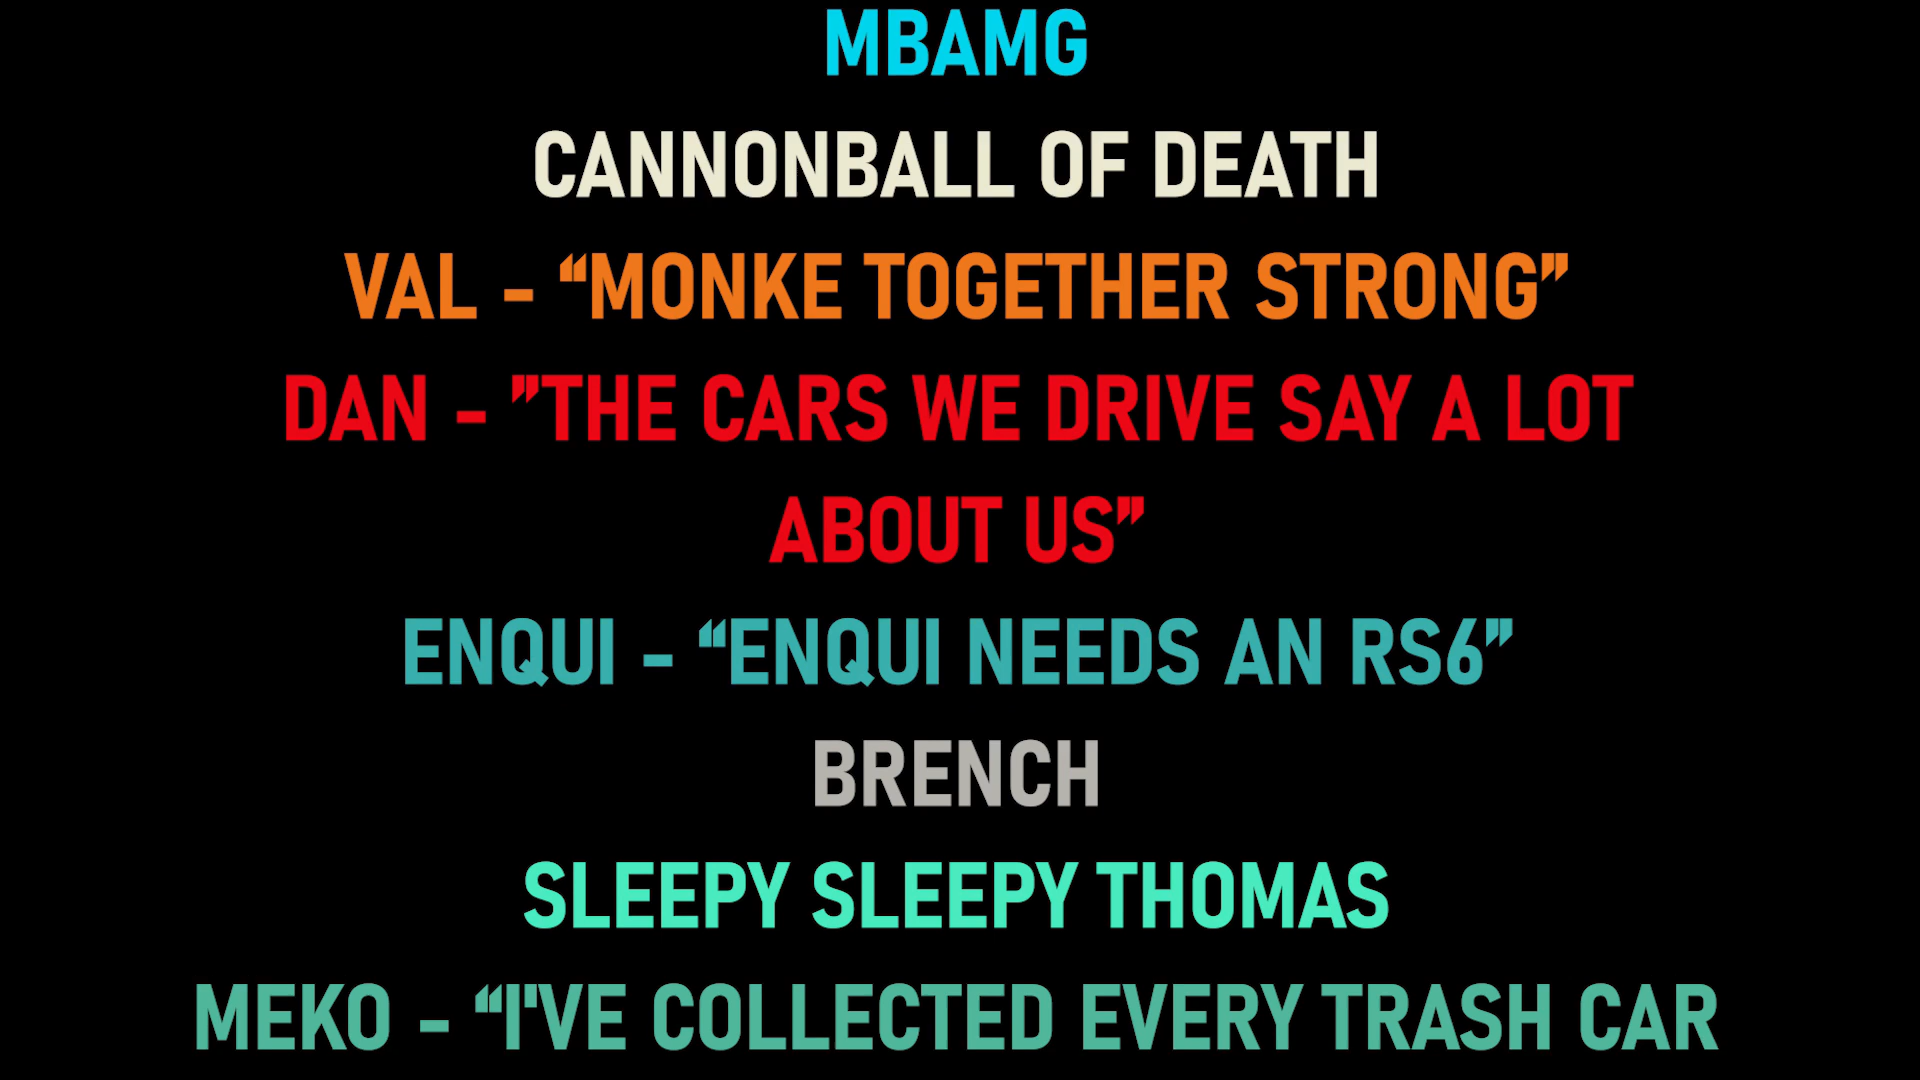 MBAMG
CANNONBALL OF DEATH
VAL - “MONKE TOGETHER STRONG”
DAN - ”THE CARS WE DRIVE SAY A LOT
ABOUT US”
ENQUI - “ENQUI NEEDS AN RS6”
BRENCH
SLEEPY SLEEPY THOMAS
MEKO - “I'VE COLLECTED EVERY TRASH CAR